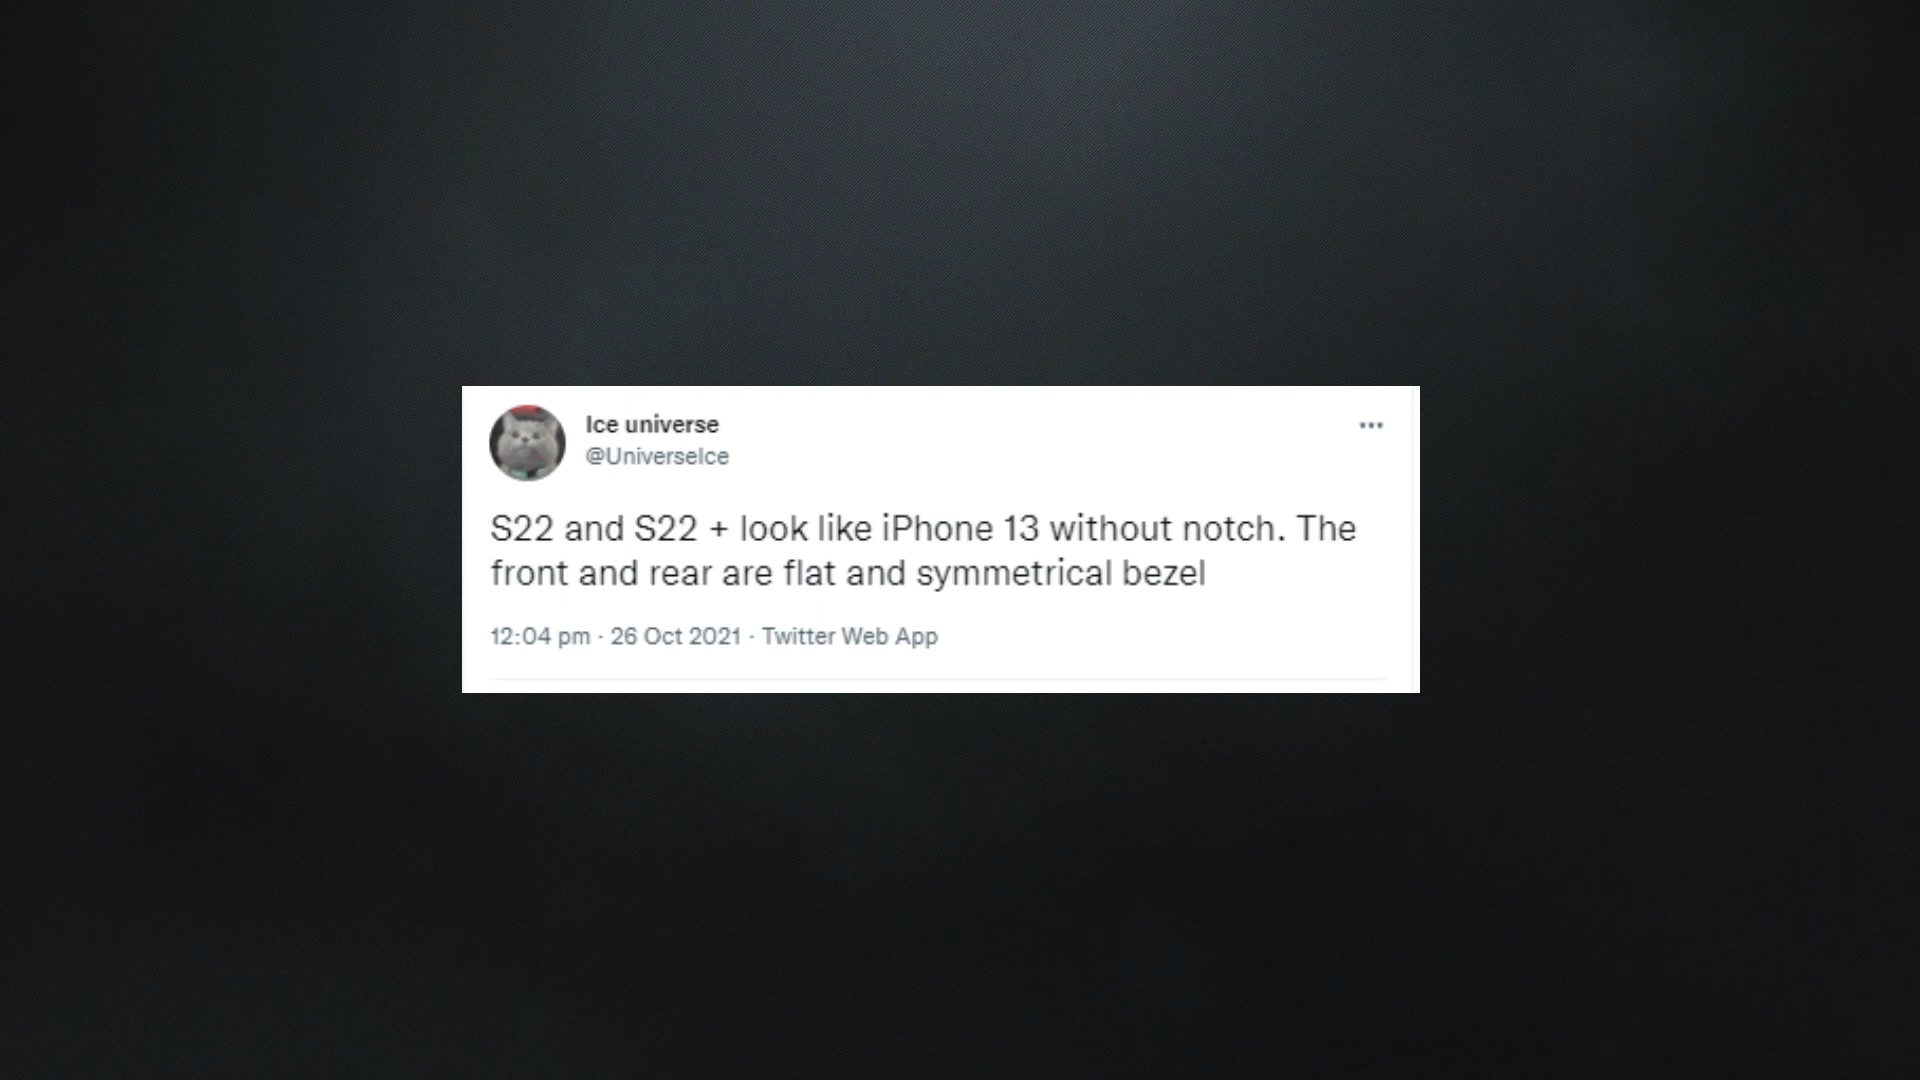 Ice universe
@UniverseIce
S22 and S22 + look like iPhone 13 without notch. The
front and rear are flat and symmetrical bezel
12:04 pm · 26 Oct 2021 · Twitter Web App